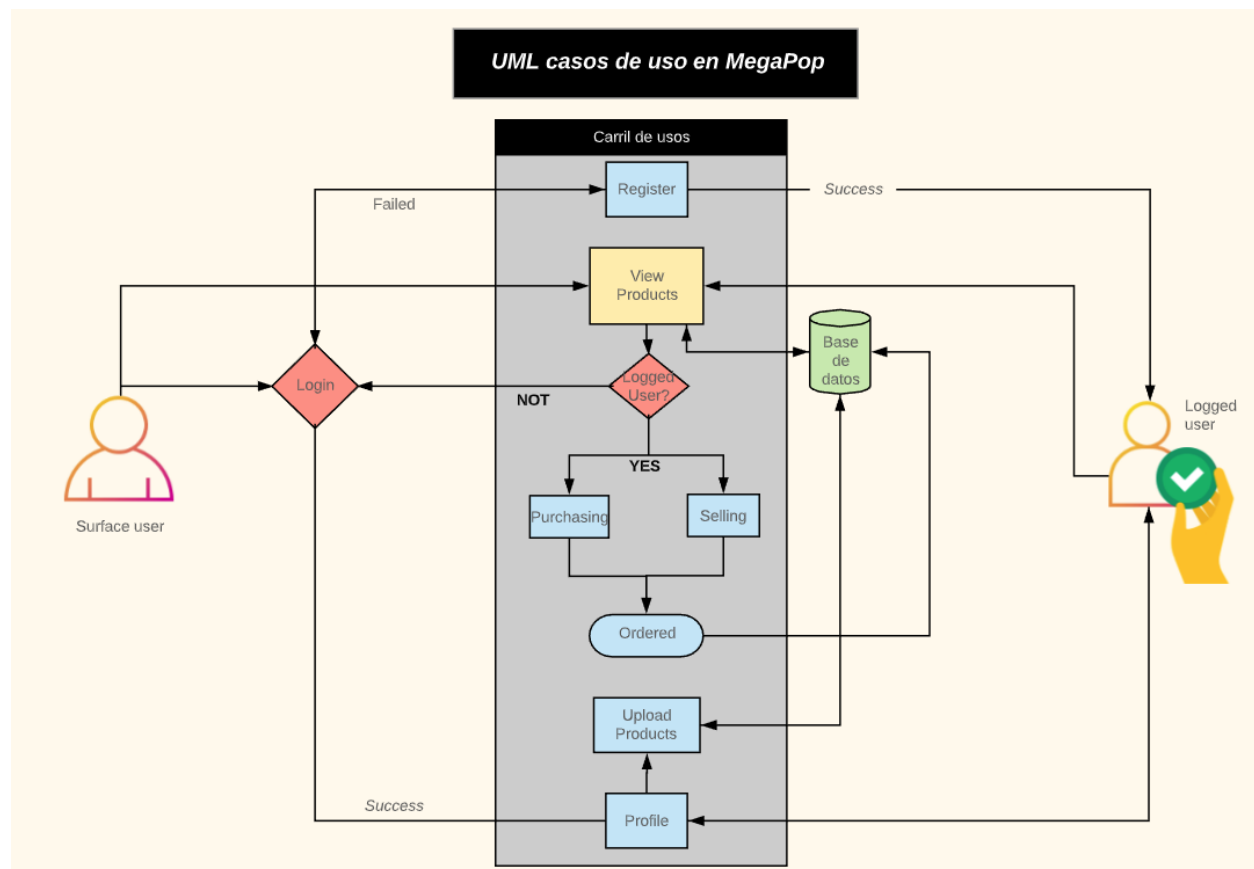 UML casos de uso en MegaPop
Carril de usos
Register
Success
Failed
View
Products
Base
de
datos
Login
Logged
User?
NOT
Logged
user
YES
Purchasing
Selling
Surface user
Ordered
Upload
Products
Success
Profile